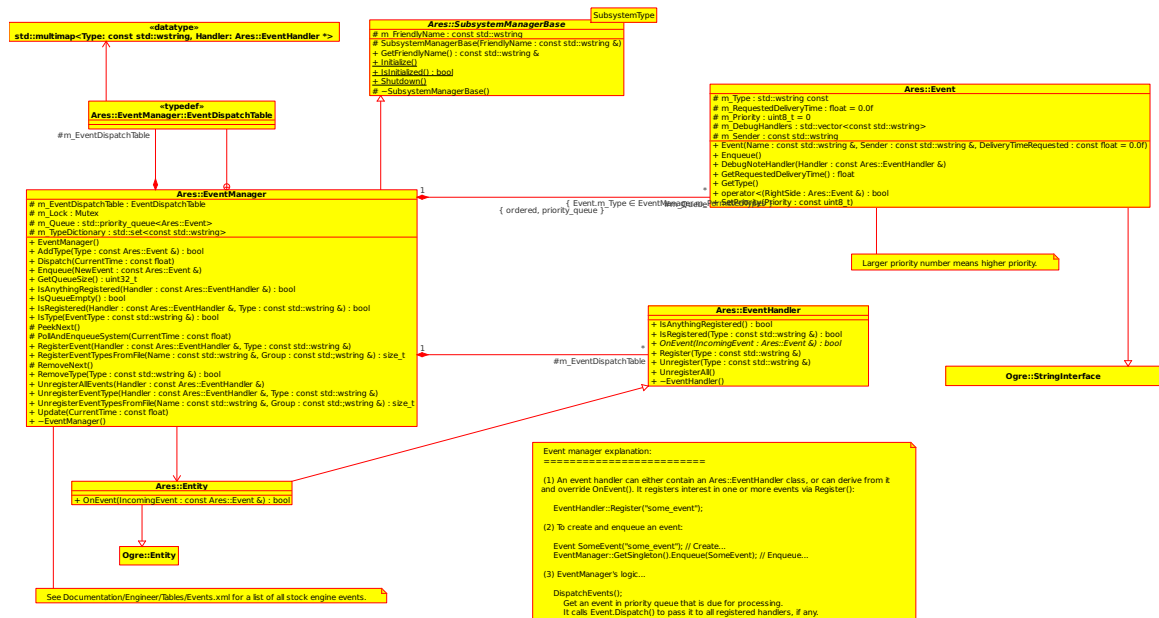 SubsystemType
«datatype»
std::multimap<Type: const std::wstring, Handler: Ares::EventHandler *>
Ares::SubsystemManagerBase
# m_FriendlyName : const std::wstring
# SubsystemManagerBase(FriendlyName : const std::wstring &)
+ GetFriendlyName() : const std::wstring &
+ Initialize()
+ IsInitialized() : bool
+ Shutdown()
# ~SubsystemManagerBase()
«typedef»
Ares::EventManager::EventDispatchTable
#m_EventDispatchTable
Ares::Event
# m_Type : std::wstring const
# m_RequestedDeliveryTime : float = 0.0f
# m_Priority : uint8_t = 0
# m_DebugHandlers : std::vector<const std::wstring>
# m_Sender : const std::wstring
+ Event(Name : const std::wstring &, Sender : const std::wstring &, DeliveryTimeRequested : const float = 0.0f)
+ Enqueue()
+ DebugNoteHandler(Handler : const Ares::EventHandler &)
+ GetRequestedDeliveryTime() : float
+ GetType()
+ operator<(RightSide : Ares::Event &) : bool
+ SetPriority(Priority : const uint8_t)
1
*
{ Event.m_Type ∈ EventManager.m_
{ ordered, priority_queue }
Larger priority number means higher priority.
Ares::EventManager
# m_EventDispatchTable : EventDispatchTable
# m_Lock : Mutex
# m_Queue : std::priority_queue<Ares::Event>
# m_TypeDictionary : std::set<const std::wstring>
+ EventManager()
+ AddType(Type : const Ares::Event &) : bool
+ Dispatch(CurrentTime : const float)
+ Enqueue(NewEvent : const Ares::Event &)
+ GetQueueSize() : uint32_t
+ IsAnythingRegistered(Handler : const Ares::EventHandler &) : bool
+ IsQueueEmpty() : bool
+ IsRegistered(Handler : const Ares::EventHandler &, Type : const std::wstring &) : bool
+ IsType(EventType : const std::wstring &) : bool
# PeekNext()
# PollAndEnqueueSystem(CurrentTime : const float)
+ RegisterEvent(Handler : const Ares::EventHandler &, Type : const std::wstring &)
+ RegisterEventTypesFromFile(Name : const std::wstring &, Group : const std:;wstring &) : size_t
# RemoveNext()
+ RemoveType(Type : const std::wstring &) : bool
+ UnregisterAllEvents(Handler : const Ares::EventHandler &)
+ UnregisterEventType(Handler : const Ares::EventHandler &, Type : const std::wstring &)
+ UnregisterEventTypesFromFile(Name : const std::wstring &, Group : const std:;wstring &) : size_t
+ Update(CurrentTime : const float)
+ ~EventManager()
1
*
#m_EventDispatchTable
Ares::EventHandler
+ IsAnythingRegistered() : bool
+ IsRegistered(Type : const std::wstring &) : bool
+ OnEvent(IncomingEvent : Ares::Event &) : bool
+ Register(Type : const std::wstring &)
+ Unregister(Type : const std::wstring &)
+ UnregisterAll()
+ ~EventHandler()
Ogre::StringInterface
Ares::Entity
+ OnEvent(IncomingEvent : const Ares::Event &) : bool
Ogre::Entity
See Documentation/Engineer/Tables/Events.xml for a list of all stock engine events.
Event manager explanation:
=========================
(1) An event handler can either contain an Ares::EventHandler class, or can derive from it
and override OnEvent(). It registers interest in one or more events via Register():
EventHandler::Register("some_event");
(2) To create and enqueue an event:
Event SomeEvent("some_event"); // Create...
EventManager::GetSingleton().Enqueue(SomeEvent); // Enqueue...
(3) EventManager's logic...
DispatchEvents();
Get an event in priority queue that is due for processing.
It calls Event.Dispatch() to pass it to all registered handlers, if any.